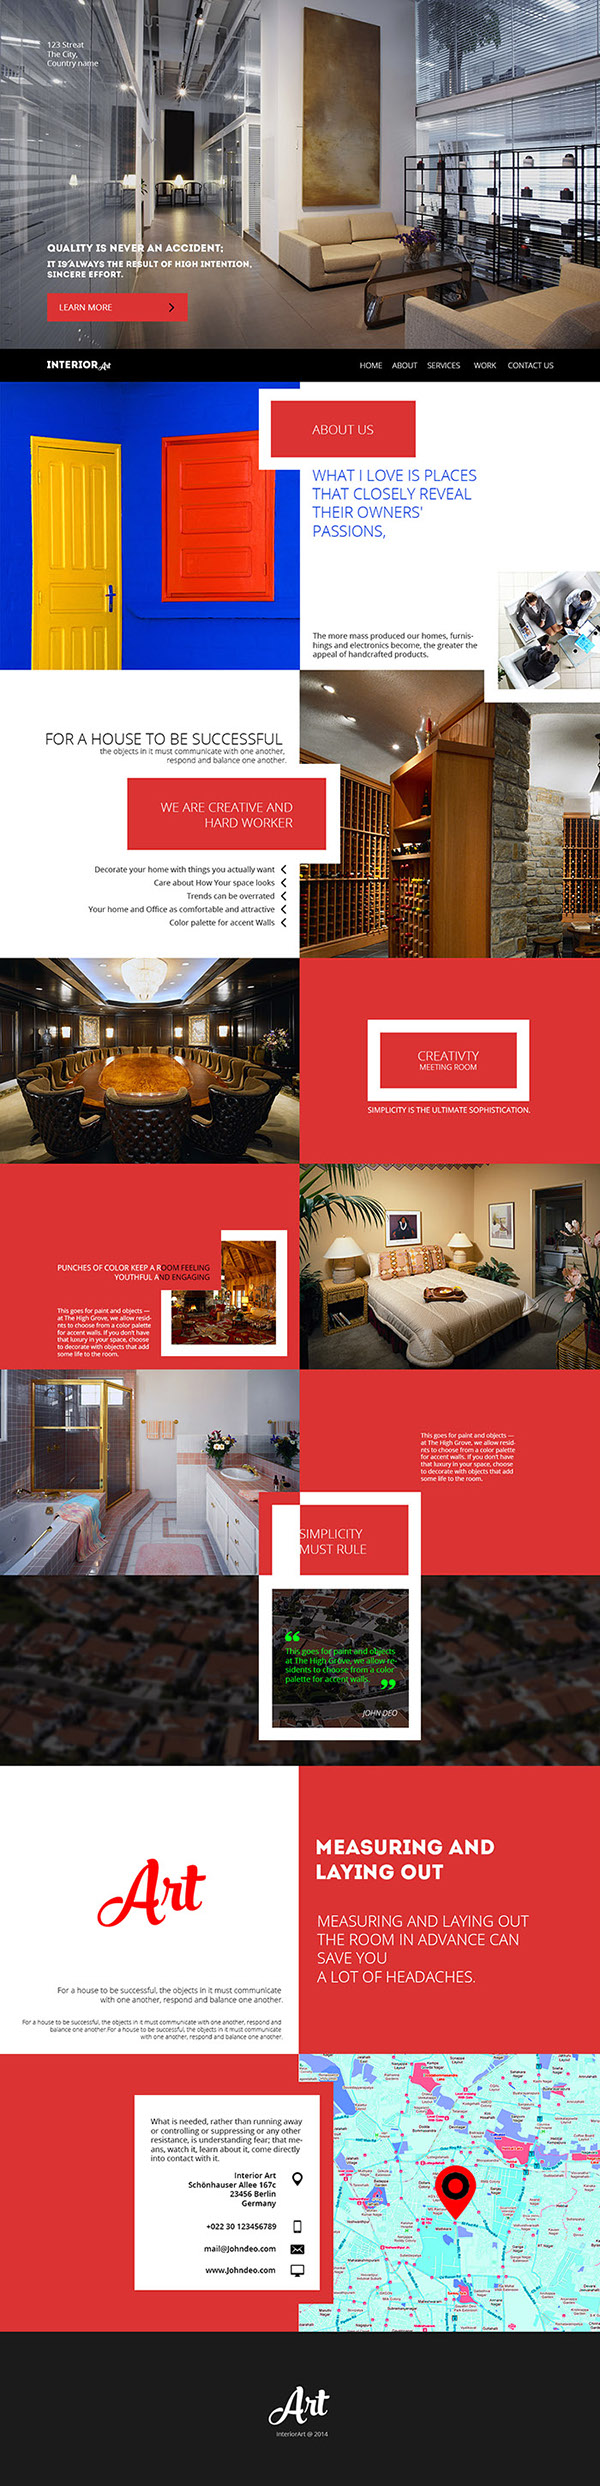 123 Streat
The City,
Country name
QUALITY IS NEVER AN ACCIDENT;
IT IS ALWAYS THE RESULT OF HIGH INTENTION,
SINCERE EFFORT.
LEARN MORE
INTERIOR Art
HOME ABOUT SERVICES WORK CONTACT US
ABOUT US
WHAT I LOVE IS PLACES
THAT CLOSELY REVEAL
THEIR OWNERS'
PASSIONS,
The more mass produced our homes, furnis-
hings and electronics become, the greater the
appeal of handcrafted products.
FOR A HOUSE TO BE SUCCESSFUL
the objects in it must communicate with one another,
respond and balance one another.
WE ARE CREATIVE AND
HARD WORKER
Decorate your home with things you actually want
Care about How Your space looks
Trends can be overrated
Your home and Office as comfortable and attractive
Color palette for accent Walls
CREATIVTY
MEETING ROOM
SIMPLICITY IS THE ULTIMATE SOPHISTICATION.
PUNCHES OF COLOR KEEP A ROOM FEELING
YOUTHFUL AND ENGAGING
This goes for paint and objects —
at The High Grove, we allow resid-
nts to choose from a color palette
for accent walls. If you don't have
that luxury in your space, choose
to decorate with objects that add
some life to the room.
This goes for paint and objects —
at The High Grove, we allow resid-
nts to choose from a color palette
for accent walls. If you don't have
that luxury in your space, choose
to decorate with objects that add
some life to the room.
SIMPLICITY
MUST RULE
“
This goes for paint and objects
at The High Grove, we allow re-
sidents to choose from a color
palette for accent walls.
”
JOHN DEO
Art
For a house to be successful, the objects in it must communicate
with one another, respond and balance one another.
For a house to be successful, the objects in it must communicate with one another, respond and
balance one another.For a house to be successful, the objects in it must communicate
with one another, respond and balance one another.
MEASURING AND
LAYING OUT
MEASURING AND LAYING OUT
THE ROOM IN ADVANCE CAN
SAVE YOU
A LOT OF HEADACHES.
What is needed, rather than running away
or controlling or suppressing or any other
resistance, is understanding fear; that me-
ans, watch it, learn about it, come directly
into contact with it.
Interior Art
Schönhauser Allee 167c
23456 Berlin
Germany
+022 30 123456789
mail@Johndeo.com
www.Johndeo.com
Art
InteriorArt @ 2014